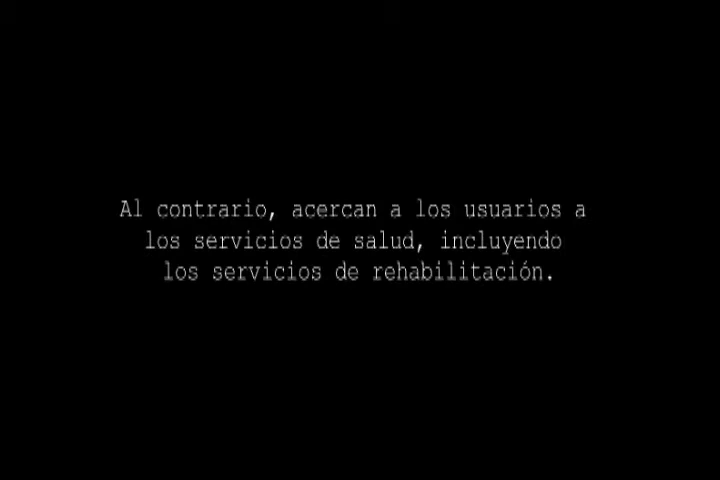 Al contrario, acercan a los usuarios a
los servicios de salud, incluyendo
los servicios de rehabilitación.